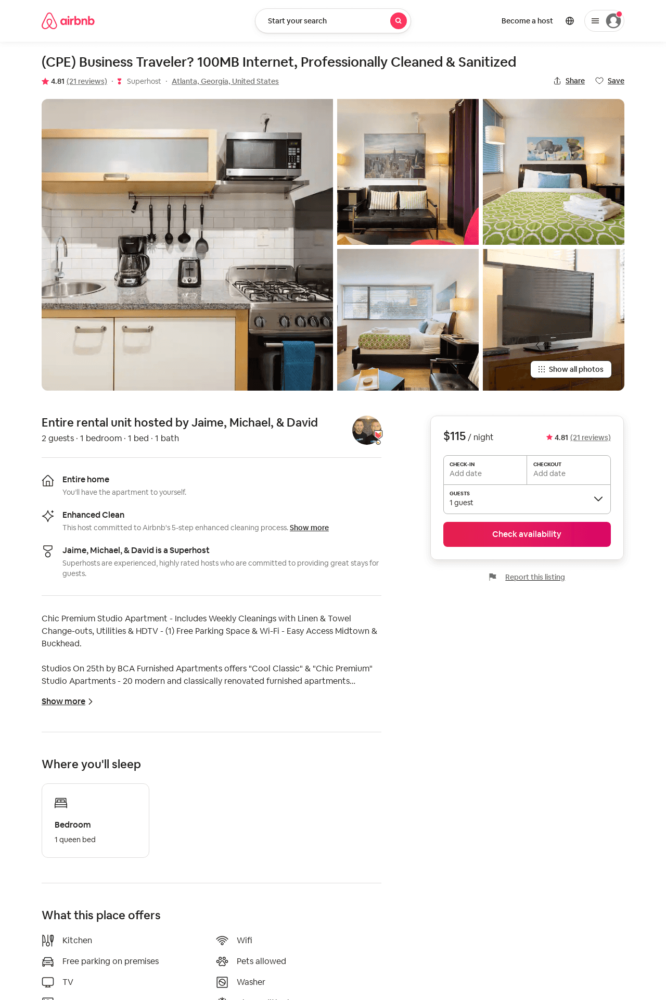 airbnb
Start your search
Become a host
(CPE) Business Traveler? 100MB Internet, Professionally Cleaned & Sanitized
4.81 (21 reviews) · Superhost · Atlanta, Georgia, United States
Share
Save
Show all photos
Entire rental unit hosted by Jaime, Michael, & David
2 guests · 1 bedroom · 1 bed · 1 bath
$115 / night
4.81 (21 reviews)
CHECK-IN
Add date
CHECKOUT
Add date
GUESTS
1 guest
Check availability
Report this listing
Entire home
You’ll have the apartment to yourself.
Enhanced Clean
This host committed to Airbnb's 5-step enhanced cleaning process. Show more
Jaime, Michael, & David is a Superhost
Superhosts are experienced, highly rated hosts who are committed to providing great stays for
guests.
Chic Premium Studio Apartment - Includes Weekly Cleanings with Linen & Towel
Change-outs, Utilities & HDTV - (1) Free Parking Space & Wi-Fi - Easy Access Midtown &
Buckhead.
Studios On 25th by BCA Furnished Apartments offers "Cool Classic" & "Chic Premium"
Studio Apartments - 20 modern and classically renovated furnished apartments…
Show more
Where you'll sleep
Bedroom
1 queen bed
What this place offers
Kitchen
Wifi
Free parking on premises
Pets allowed
TV
Washer